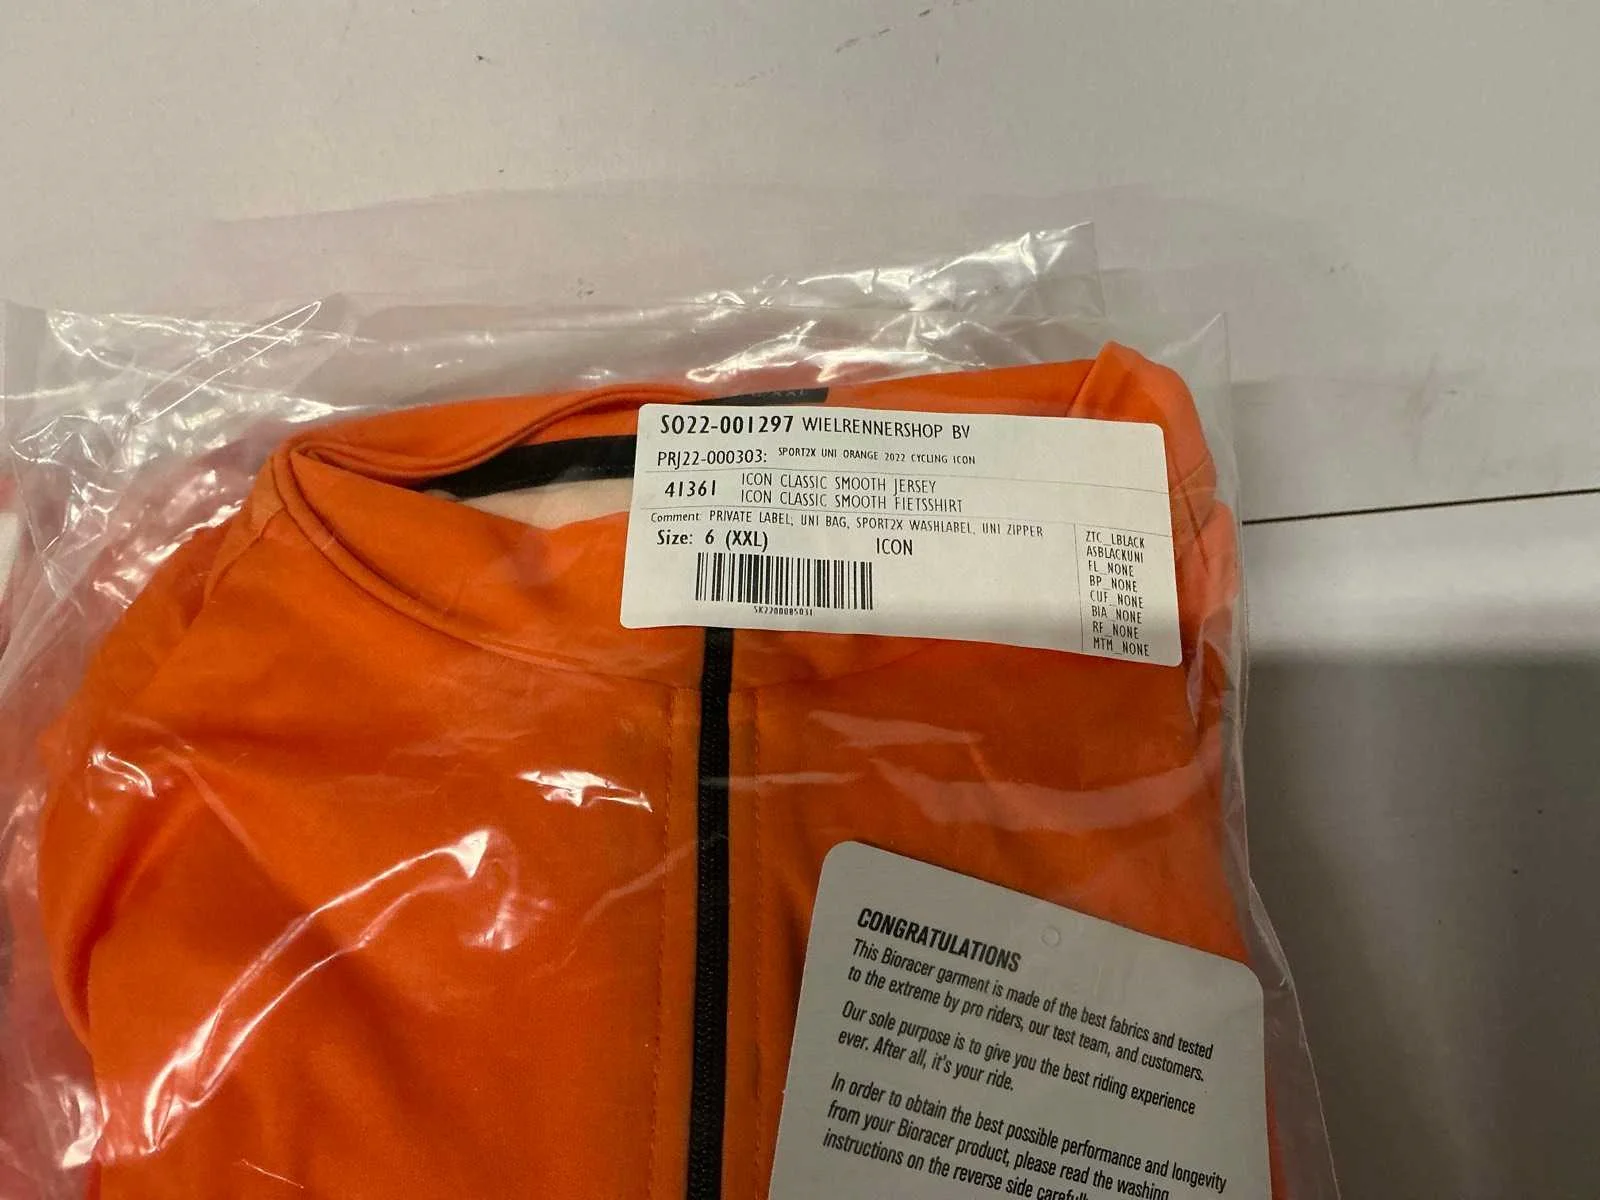 SO22-001297 WIELRENNERSHOP BV
PRJ22-000303: SPORT2X UNI ORANGE 2022 CYCLING ICON
41361 ICON CLASSIC SMOOTH JERSEY
ICON CLASSIC SMOOTH FIETSSHIRT
Comment: PRIVATE LABEL, UNI BAG, SPORT2X WASHLABEL, UNI ZIPPER
Size: 6 (XXL) ICON
SK2200085031
ZTC_LBLACK
ASBLACKUNI
FL_NONE
BP_NONE
CUF_NONE
BIA_NONE
RF_NONE
MTM_NONE
CONGRATULATIONS
This Bioracer garment is made of the best fabrics and tested
to the extreme by pro riders, our test team, and customers.
Our sole purpose is to give you the best riding experience
ever. After all, it's your ride.
In order to obtain the best possible performance and longevity
from your Bioracer product, please read the washing
instructions on the reverse side carefully